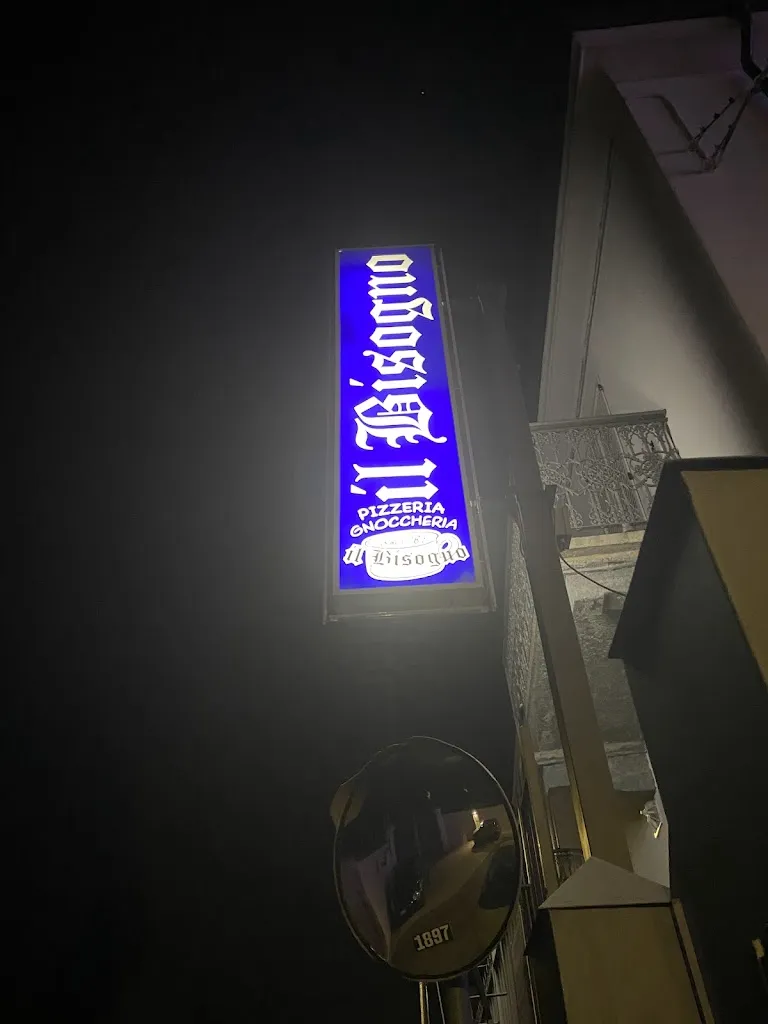 il Bisogno
PIZZERIA
GNOCCHERIA
il Bisogno
1897